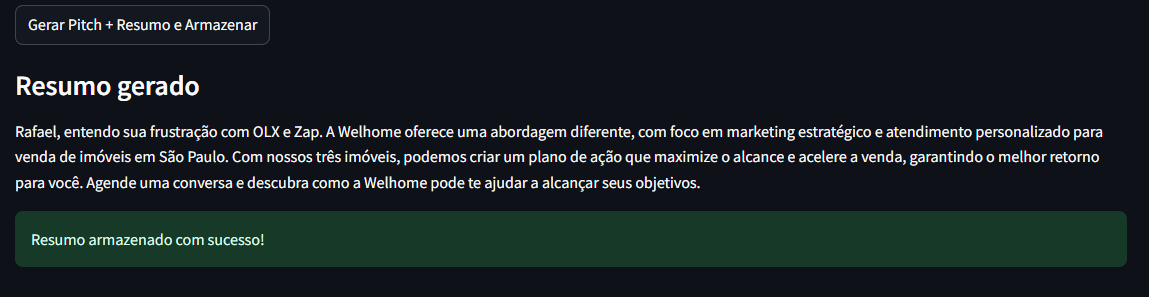 Gerar Pitch + Resumo e Armazenar
Resumo gerado
Rafael, entendo sua frustração com OLX e Zap. A Welhome oferece uma abordagem diferente, com foco em marketing estratégico e atendimento personalizado para
venda de imóveis em São Paulo. Com nossos três imóveis, podemos criar um plano de ação que maximize o alcance e acelere a venda, garantindo o melhor retorno
para você. Agende uma conversa e descubra como a Welhome pode te ajudar a alcançar seus objetivos.
Resumo armazenado com sucesso!